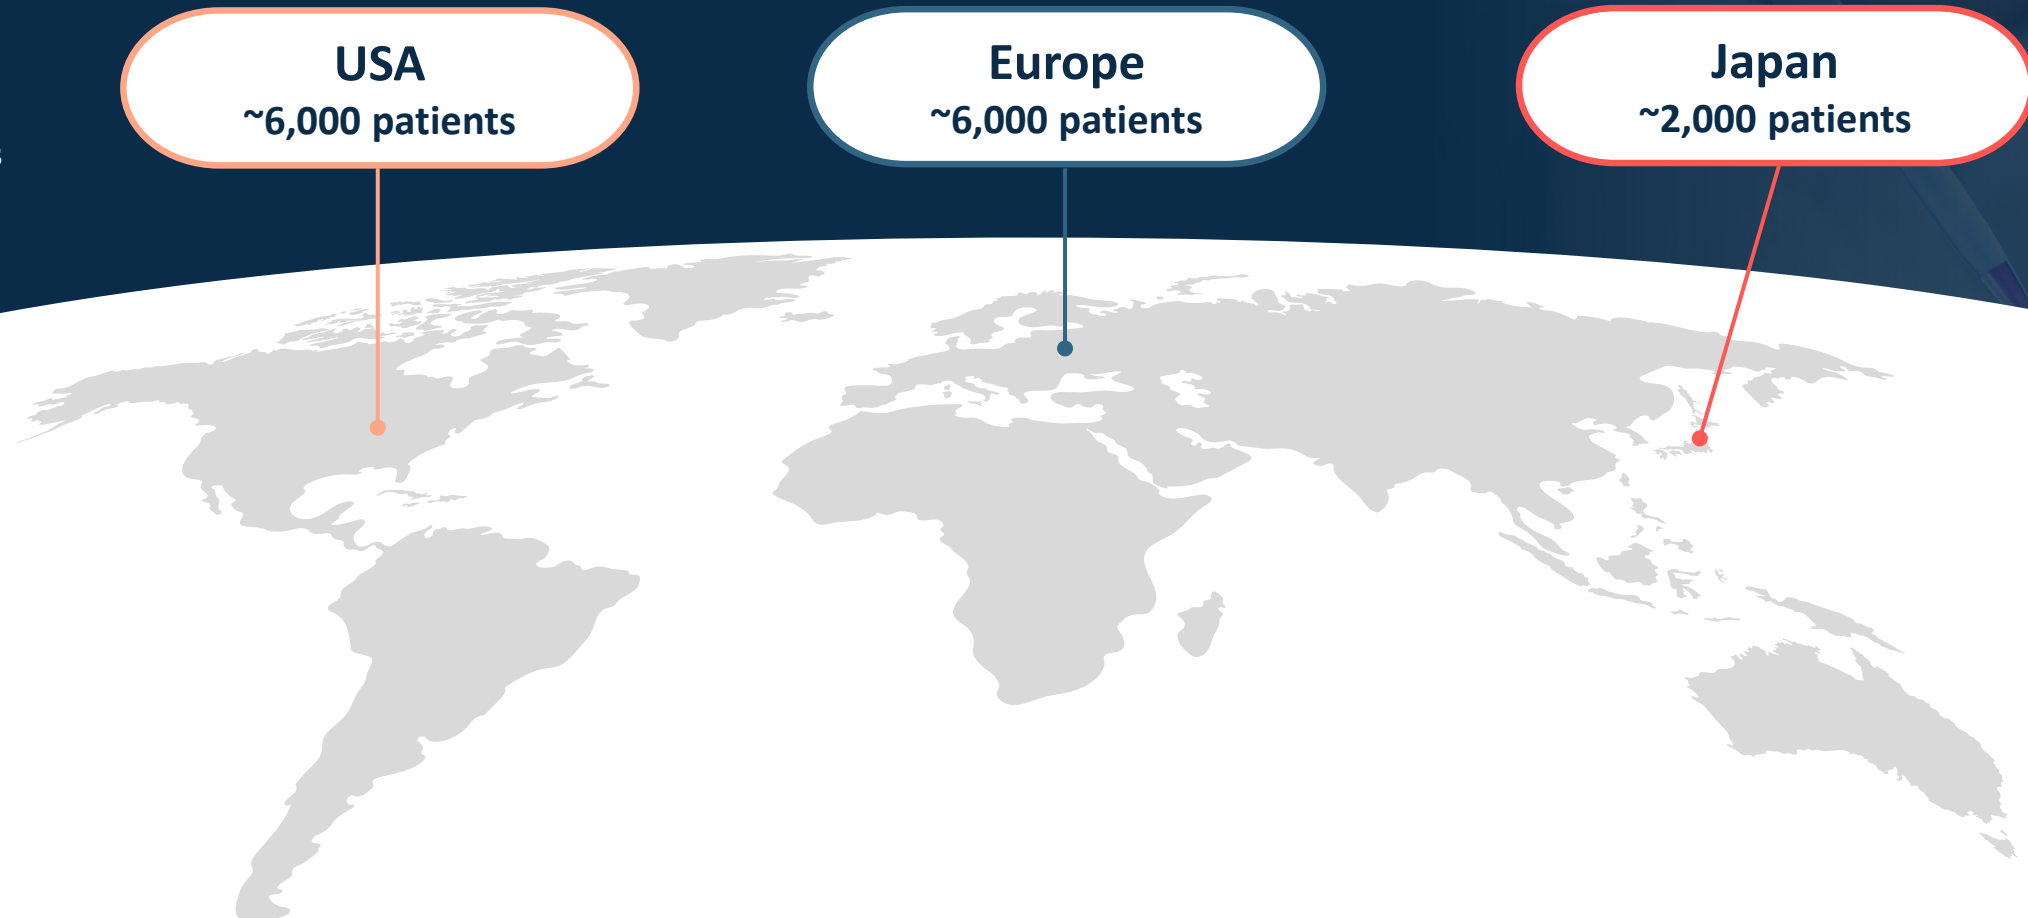 USA
~6,000 patients
Europe
~6,000 patients
Japan
~2,000 patients